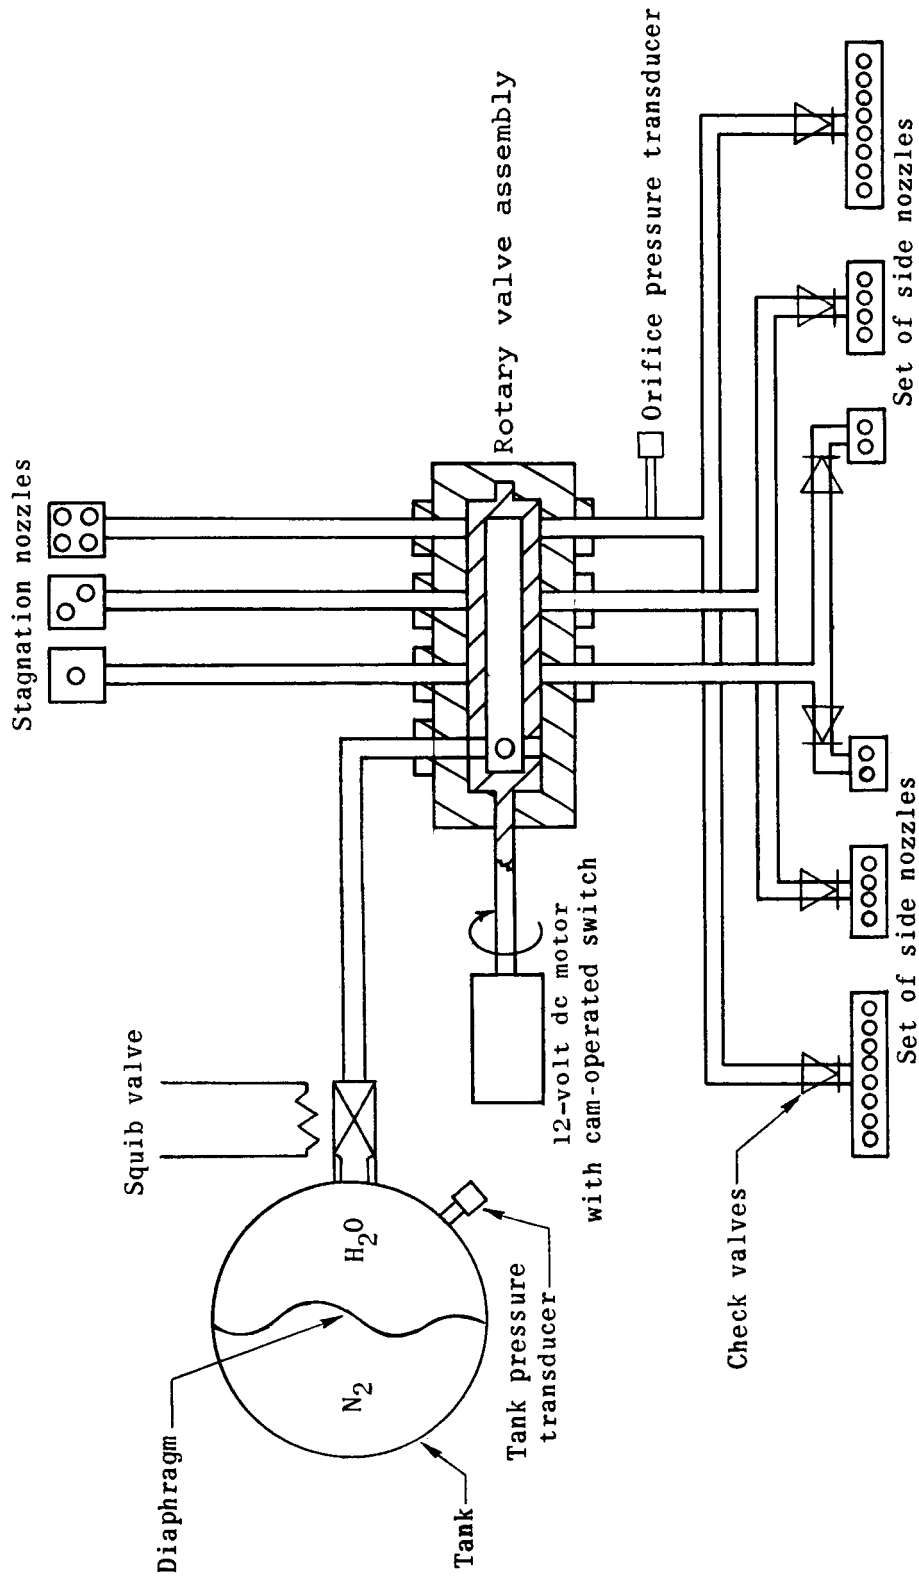 Stagnation nozzles
Squib valve
Diaphragm
N2
H2O
Tank
Tank pressure
transducer
12-volt dc motor
with cam-operated switch
Rotary valve assembly
Orifice pressure transducer
Check valves
Set of side nozzles
Set of side nozzles